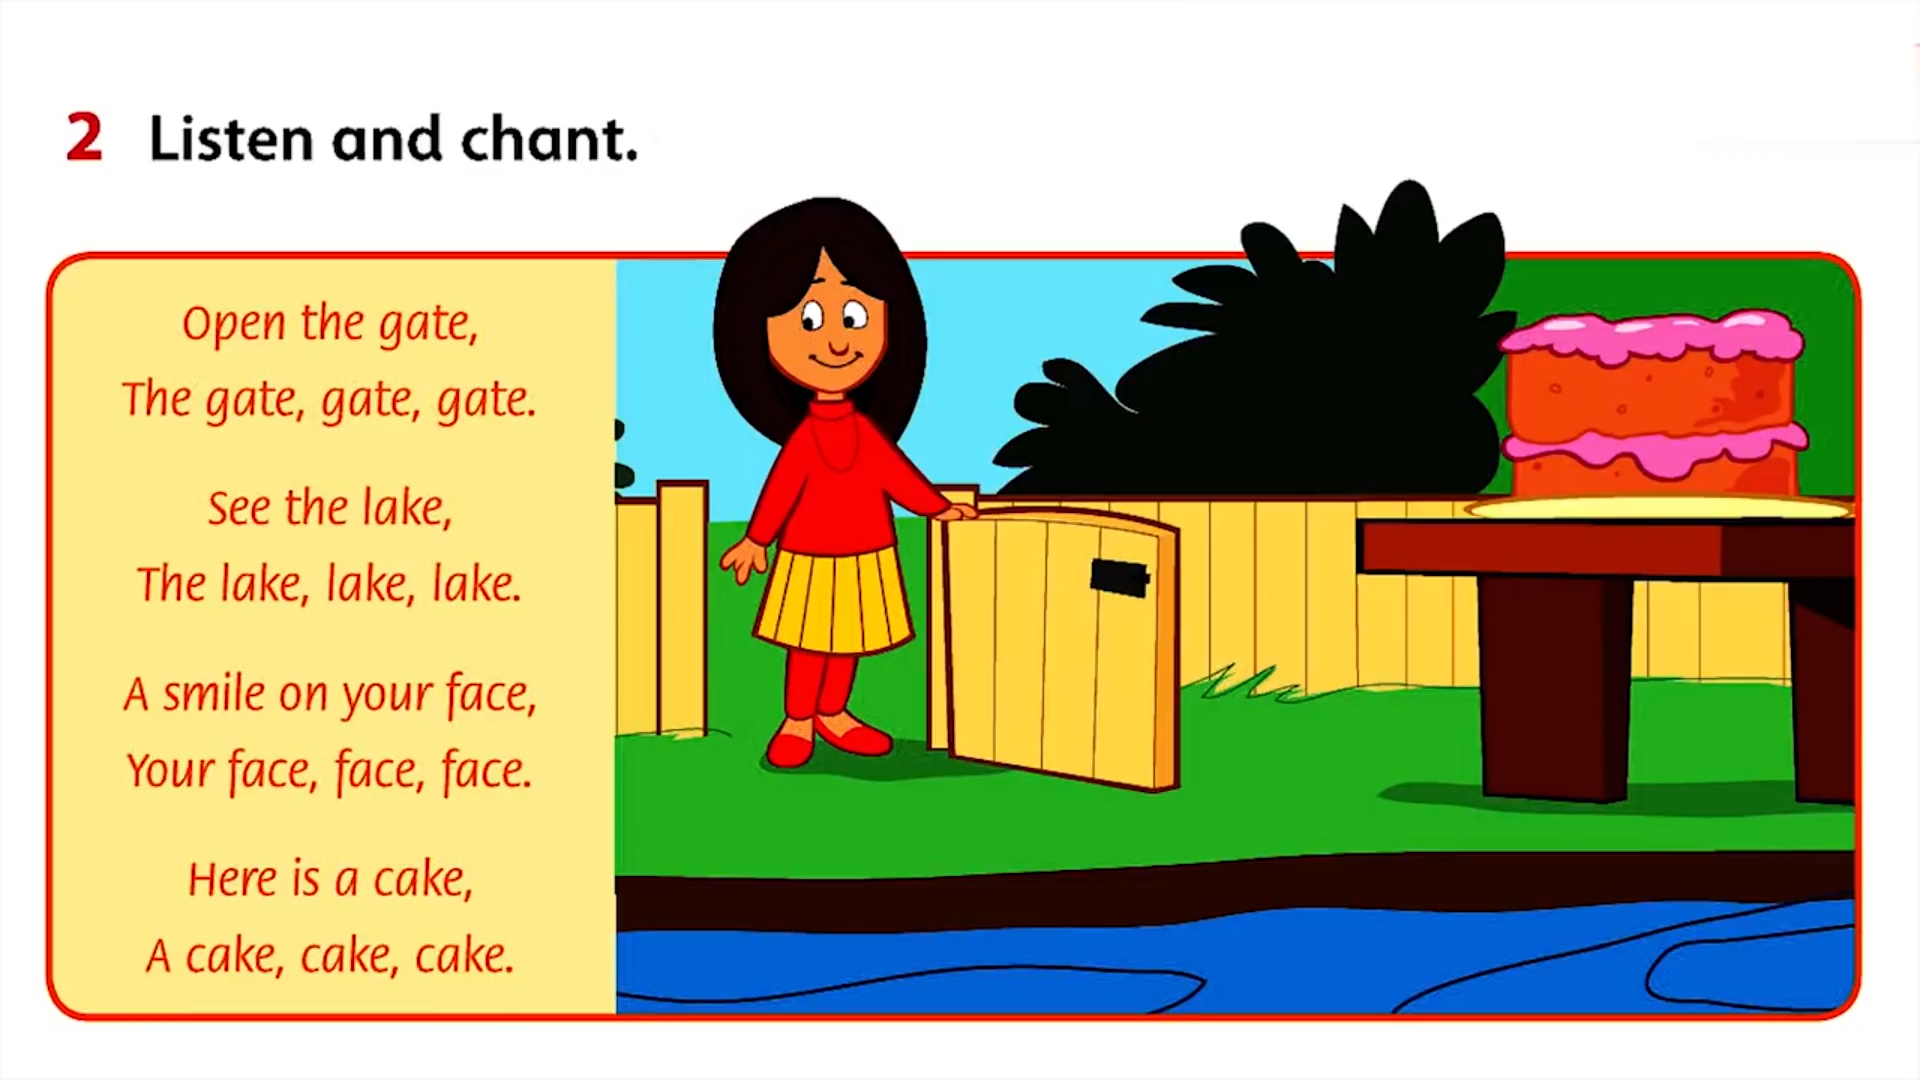 2 Listen and chant.
Open the gate,
The gate, gate, gate.
See the lake,
The lake, lake, lake.
A smile on your face,
Your face, face, face.
Here is a cake,
A cake, cake, cake.